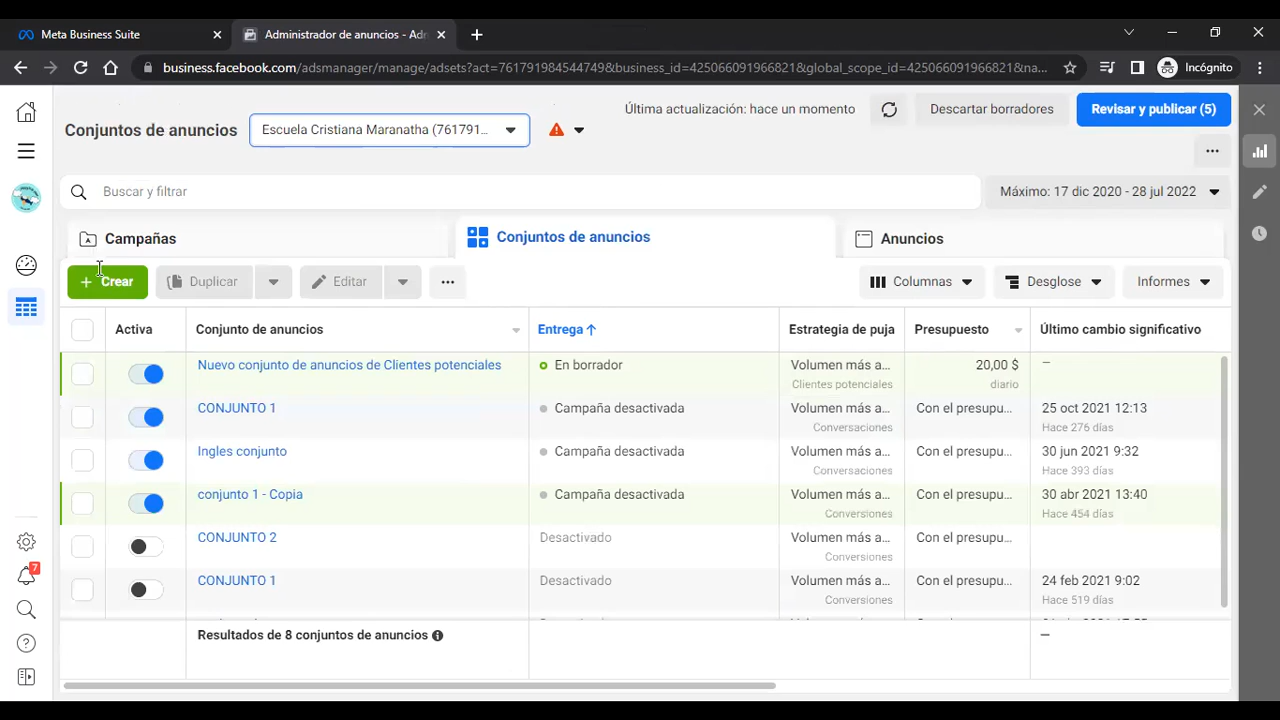 Meta Business Suite
Administrador de anuncios - Adm
business.facebook.com/adsmanager/manage/adsets?act=761791984544749&business_id=425066091966821&global_scope_id=425066091966821&na...
Incógnito
Conjuntos de anuncios
Escuela Cristiana Maranatha (761791...
Última actualización: hace un momento
Descartar borradores
Revisar y publicar (5)
Buscar y filtrar
Máximo: 17 dic 2020 - 28 jul 2022
Campañas
Conjuntos de anuncios
Anuncios
+ Crear
Duplicar
Editar
Columnas
Desglose
Informes
Activa
Conjunto de anuncios
Entrega ↑
Estrategia de puja
Presupuesto
Último cambio significativo
Nuevo conjunto de anuncios de Clientes potenciales
En borrador
Volumen más a...
Clientes potenciales
20,00 $
diario
—
CONJUNTO 1
Campaña desactivada
Volumen más a...
Conversaciones
Con el presupu...
25 oct 2021 12:13
Hace 276 días
Ingles conjunto
Campaña desactivada
Volumen más a...
Conversaciones
Con el presupu...
30 jun 2021 9:32
Hace 393 días
conjunto 1 - Copia
Campaña desactivada
Volumen más a...
Conversiones
Con el presupu...
30 abr 2021 13:40
Hace 454 días
CONJUNTO 2
Desactivado
Volumen más a...
Conversiones
Con el presupu...
CONJUNTO 1
Desactivado
Volumen más a...
Conversiones
Con el presupu...
24 feb 2021 9:02
Hace 519 días
Resultados de 8 conjuntos de anuncios
—
7